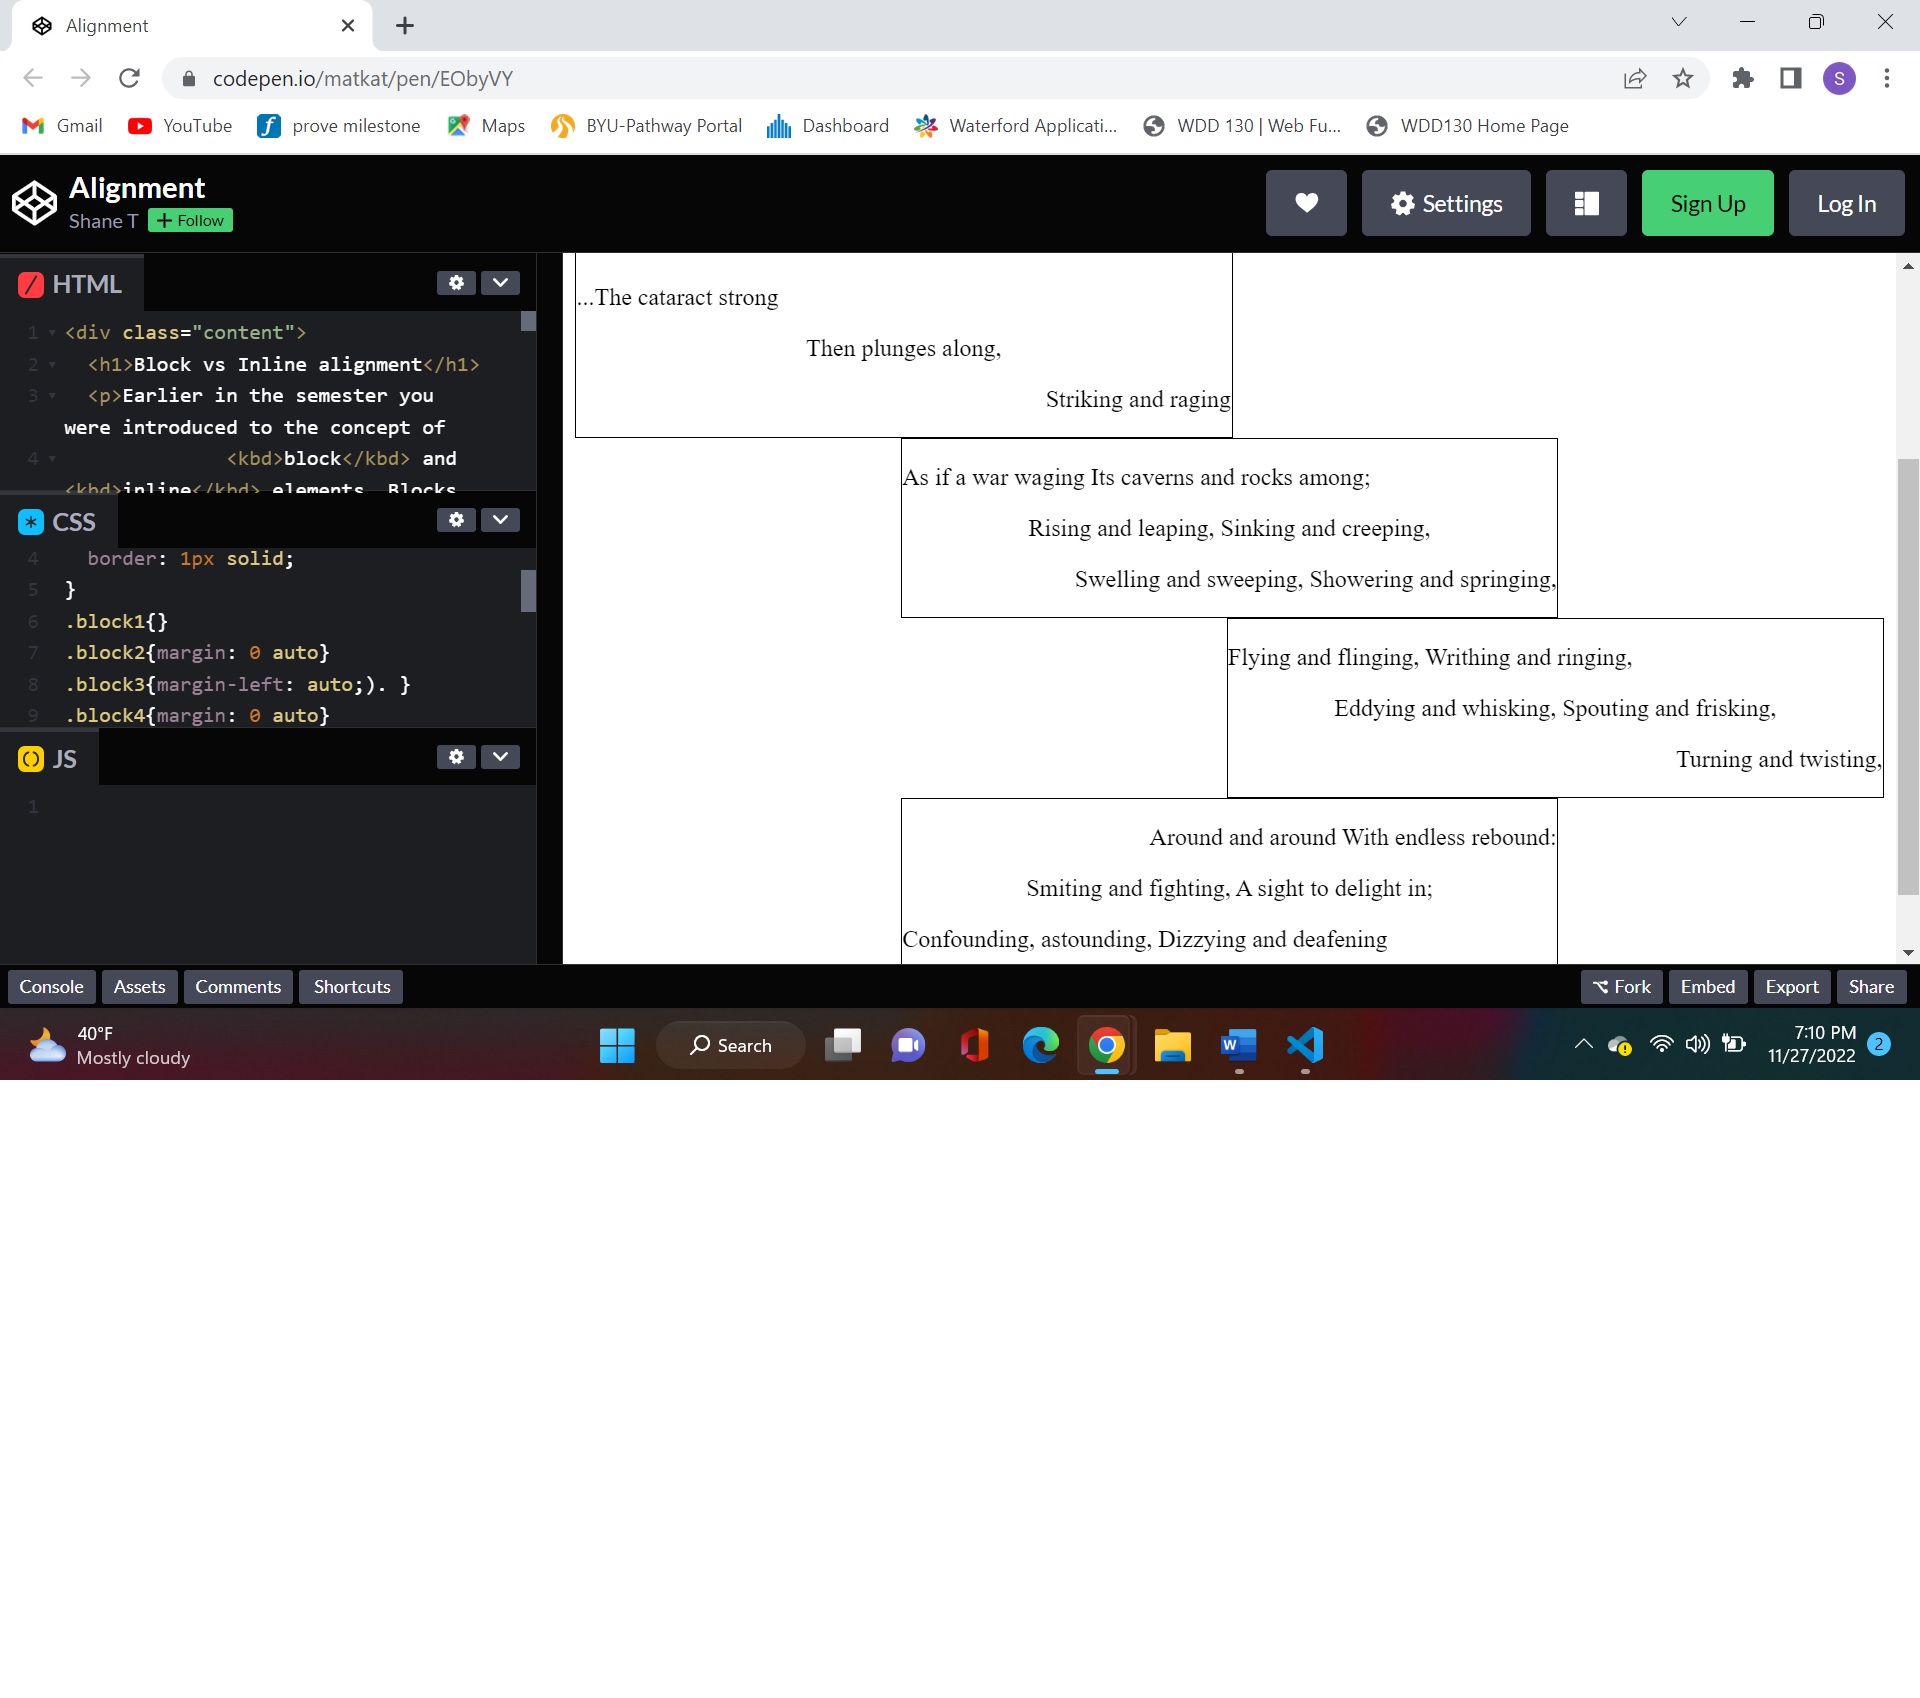 Alignment
codepen.io/matkat/pen/EObyVY
S
Gmail
YouTube
prove milestone
Maps
BYU-Pathway Portal
Dashboard
Waterford Applicati...
WDD 130 | Web Fu...
WDD130 Home Page
Alignment
Shane T + Follow
Settings
Sign Up
Log In
HTML
1 <div class="content">
2 <h1>Block vs Inline alignment</h1>
3 <p>Earlier in the semester you
were introduced to the concept of
4 <kbd>block</kbd> and
<kbd>inline</kbd> elements. Blocks
CSS
4 border: 1px solid;
5 }
6 .block1{}
7 .block2{margin: 0 auto}
8 .block3{margin-left: auto;). }
9 .block4{margin: 0 auto}
JS
1
...The cataract strong
Then plunges along,
Striking and raging
As if a war waging Its caverns and rocks among;
Rising and leaping, Sinking and creeping,
Swelling and sweeping, Showering and springing,
Flying and flinging, Writhing and ringing,
Eddying and whisking, Spouting and frisking,
Turning and twisting,
Around and around With endless rebound:
Smiting and fighting, A sight to delight in;
Confounding, astounding, Dizzying and deafening
Console
Assets
Comments
Shortcuts
Fork
Embed
Export
Share
40°F
Mostly cloudy
Search
W
7:10 PM
11/27/2022
2